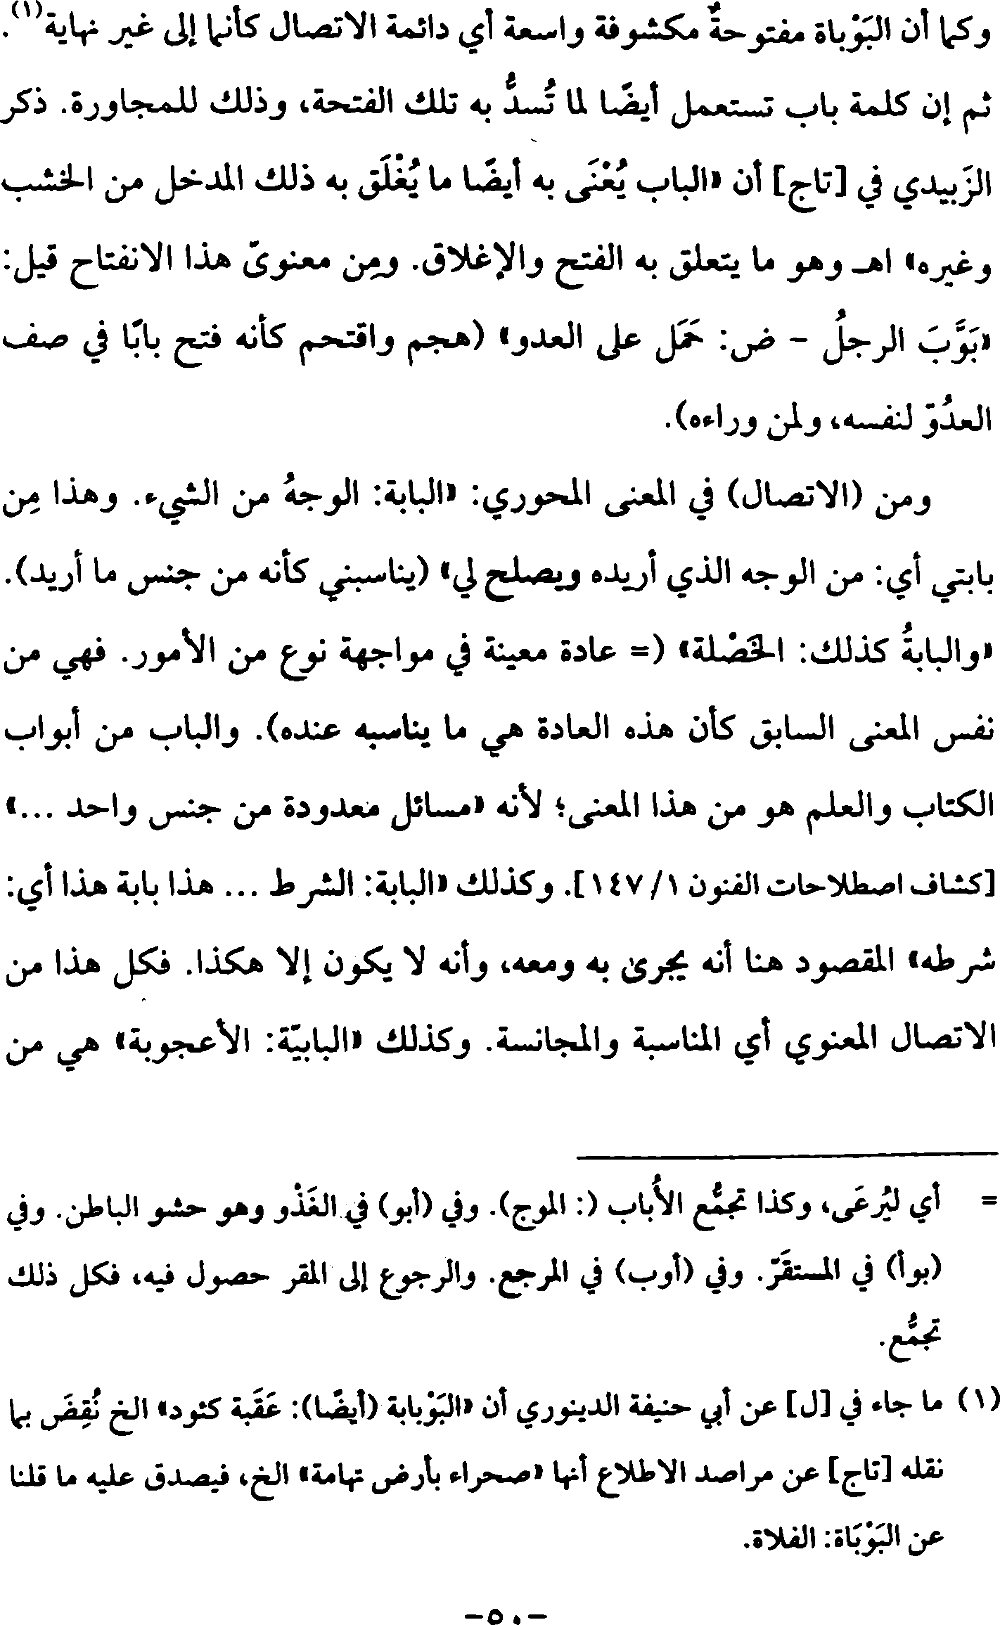 وكما أن البَوْباة مفتوحةٌ مكشوفة واسعة أي دائمة الاتصال كأنما إلى غير نهاية(١).
ثم إن كلمة باب تستعمل أيضًا لما تُسدُّ به تلك الفتحة، وذلك للمجاورة. ذكر
الزَبيدي في [تاج] أن «الباب يُعْنَى به أيضًا ما يُغْلَق به ذلك المدخل من الخشب
وغيره» اهـ وهو ما يتعلق به الفتح والإغلاق. ومِن معنوىّ هذا الانفتاح قيل:
«بَوَّبَ الرجلُ – ض: حَمَل على العدو» (هجم واقتحم كأنه فتح بابًا في صف
العدُوّ لنفسه، ولمن وراءه).
ومن (الاتصال) في المعنى المحوري: «البابة: الوجهُ من الشيء. وهذا مِن
بابتي أي: من الوجه الذي أريده ويصلح لي» (يناسبني كأنه من جنس ما أريد).
«والبابةُ كذلك: الخَصْلة» (= عادة معينة في مواجهة نوع من الأمور. فهي من
نفس المعنى السابق كأن هذه العادة هي ما يناسبه عنده). والباب من أبواب
الكتاب والعلم هو من هذا المعنى؛ لأنه «مسائل معدودة من جنس واحد ...»
[كشاف اصطلاحات الفنون ١/ ١٤٧]. وكذلك «البابة: الشرط ... هذا بابة هذا أي:
شرطه» المقصود هنا أنه يجرى به ومعه، وأنه لا يكون إلا هكذا. فكل هذا من
الاتصال المعنوي أي المناسبة والمجانسة. وكذلك «البابيّة: الأعجوبة» هي من
= أي ليُرعَى، وكذا تجمُّع الأُباب (: الموج). وفي (أبو) في الغَذْو وهو حشو الباطن. وفي
(بوأ) في المستقَرّ. وفي (أوب) في المرجع. والرجوع إلى المقر حصول فيه، فكل ذلك
تجمُّع.
(١) ما جاء في [ل] عن أبي حنيفة الدينوري أن «البَوْبابة (أيضًا): عَقَبة كئود» الخ نُقِضَ بما
نقله [تاج] عن مراصد الاطلاع أنها «صحراء بأرض تهامة» الخ، فيصدق عليه ما قلنا
عن البَوْبَاة: الفلاة.
–٥٠–